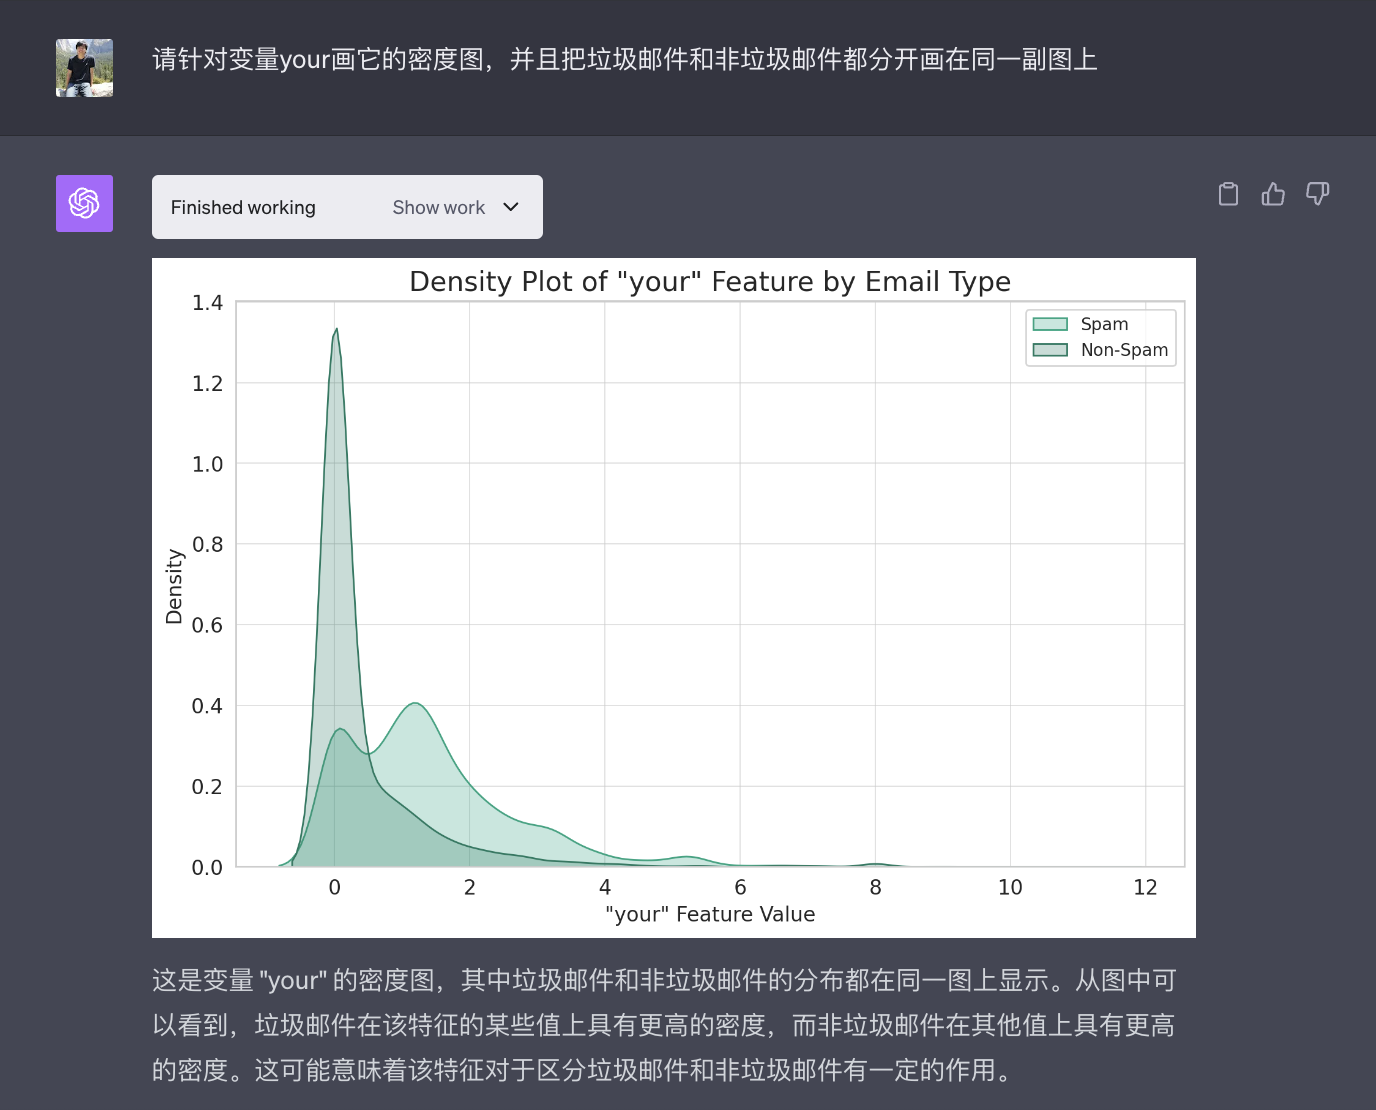 请针对变量your画它的密度图，并且把垃圾邮件和非垃圾邮件都分开画在同一副图上
Finished working Show work
Density Plot of "your" Feature by Email Type
1.4
1.2
1.0
0.8
0.6
0.4
0.2
0.0
Density
Spam
Non-Spam
0 2 4 6 8 10 12
"your" Feature Value
这是变量 "your" 的密度图，其中垃圾邮件和非垃圾邮件的分布都在同一图上显示。从图中可
以看到，垃圾邮件在该特征的某些值上具有更高的密度，而非垃圾邮件在其他值上具有更高
的密度。这可能意味着该特征对于区分垃圾邮件和非垃圾邮件有一定的作用。